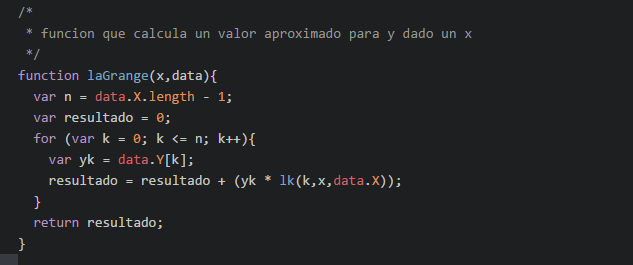 /*
 * funcion que calcula un valor aproximado para y dado un x
 */
function laGrange(x,data){
  var n = data.X.length - 1;
  var resultado = 0;
  for (var k = 0; k <= n; k++){
    var yk = data.Y[k];
    resultado = resultado + (yk * lk(k,x,data.X));
  }
  return resultado;
}